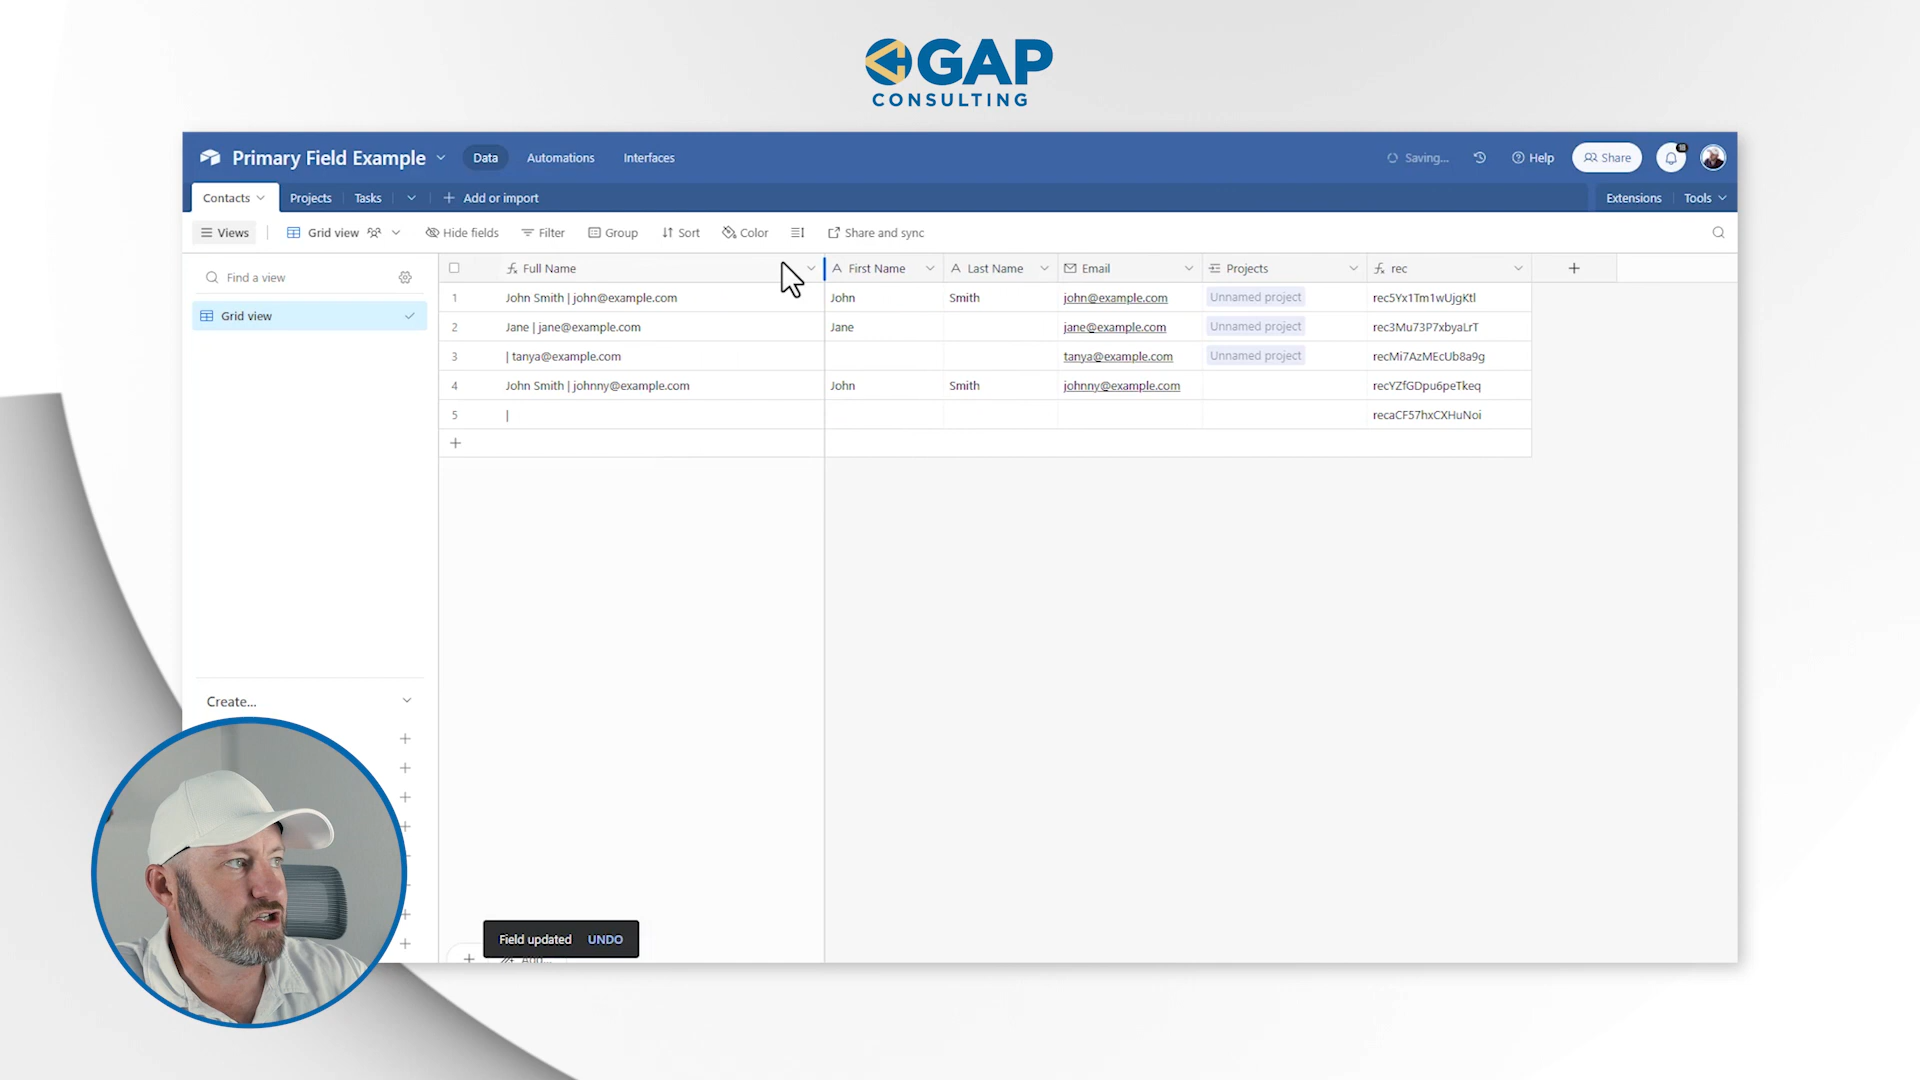 GAP
CONSULTING
Primary Field Example
Data
Automations
Interfaces
Saving...
Help
Share
Contacts
Projects
Tasks
Add or import
Extensions
Tools
Views
Grid view
Hide fields
Filter
Group
Sort
Color
Share and sync
Find a view
Grid view
Create...
Full Name First Name Last Name Email Projects rec
1 John Smith | john@example.com John Smith john@example.com Unnamed project rec5Yx1Tm1wUjgKtl
2 Jane | jane@example.com Jane jane@example.com Unnamed project rec3Mu73P7xbyaLrT
3 | tanya@example.com tanya@example.com Unnamed project recMi7AzMEcUb8a9g
4 John Smith | johnny@example.com John Smith johnny@example.com recYZfGDpu6peTkeq
5 | recaCF57hxCXHuNoi
Field updated UNDO
Add...